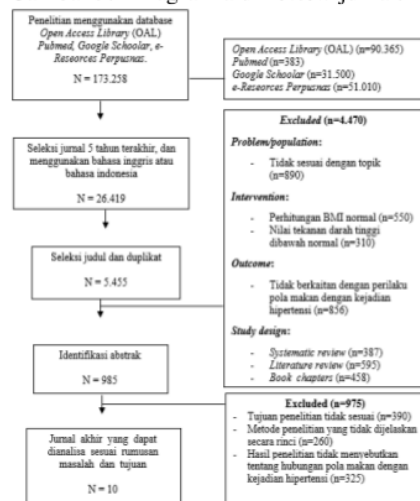 Penelitian menggunakan database
Open Access Library (OAL)
Pubmed, Google Schoolar, e-
Reseorces Perpusnas.
N = 173.258
Open Access Library (OAL) (n=90.365)
Pubmed (n=383)
Google Schoolar (n=31.500)
e-Reseorces Perpusnas (n=51.010)
Seleksi jurnal 5 tahun terakhir, dan
menggunakan bahasa inggris atau
bahasa indonesia
N = 26.419
Seleksi judul dan duplikat
N = 5.455
Excluded (n=4.470)
Problem/population:
- Tidak sesuai dengan topik
(n=890)
Intervention:
- Perhitungan BMI normal (n=550)
- Nilai tekanan darah tinggi
dibawah normal (n=310)
Outcome:
- Tidak berkaitan dengan perilaku
pola makan dengan kejadian
hipertensi (n=856)
Study design:
- Systematic review (n=387)
- Literature review (n=595)
- Book chapters (n=458)
Identifikasi abstrak
N = 985
Excluded (n=975)
- Tujuan penelitian tidak sesuai (n=390)
- Metode penelitian yang tidak dijelaskan
secara rinci (n=260)
- Hasil penelitian tidak menyebutkan
tentang hubungan pola makan dengan
kejadian hipertensi (n=325)
Jurnal akhir yang dapat
dianalisa sesuai rumusan
masalah dan tujuan
N = 10